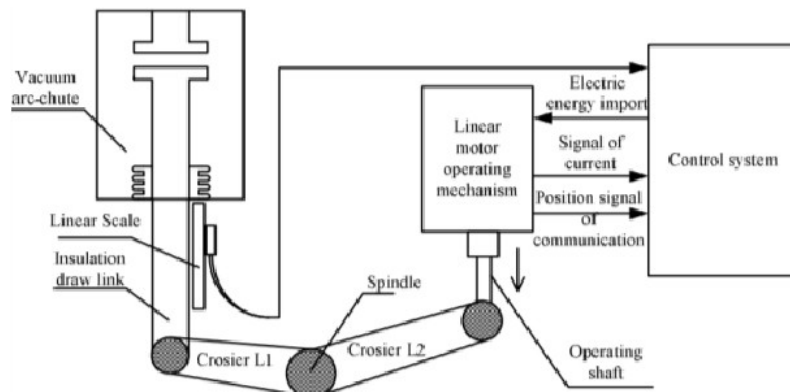 Vacuum
arc-chute
Linear Scale
Insulation
draw link
Crosier L1
Spindle
Crosier L2
Linear
motor
operating
mechanism
Operating
shaft
Electric
energy import
Signal of
current
Position signal
of
communication
Control system